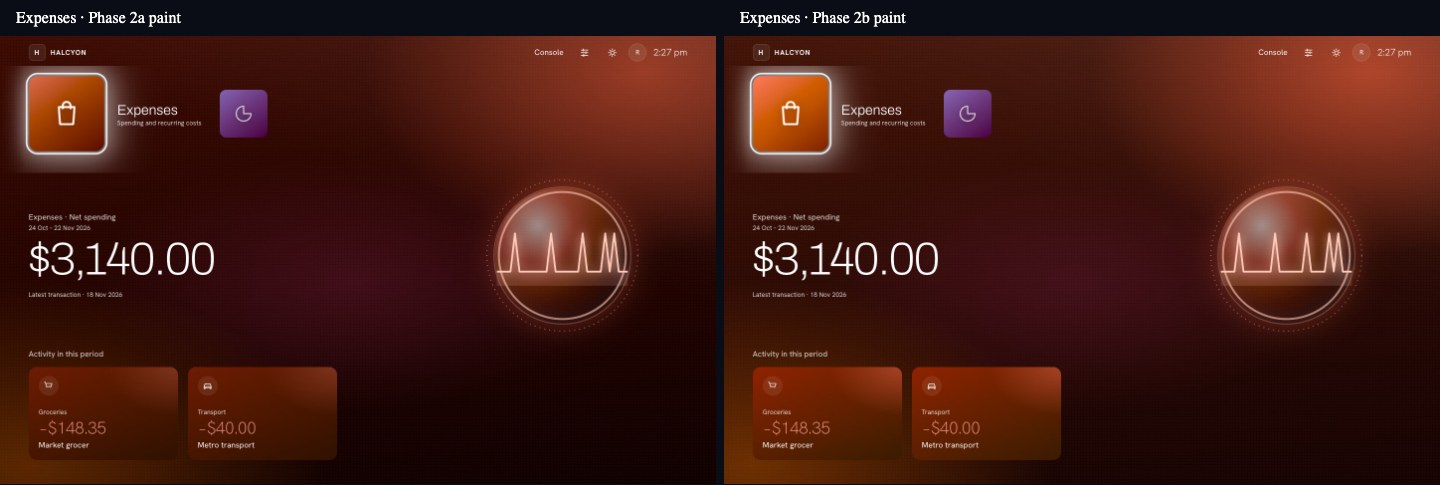 Expenses · Phase 2a paint
H HALCYON
Console
R
2:27 pm
Expenses
Spending and recurring costs
Expenses · Net spending
24 Oct - 22 Nov 2026
$3,140.00
Latest transaction · 18 Nov 2026
Activity in this period
Groceries
-$148.35
Market grocer
Transport
-$40.00
Metro transport
Expenses · Phase 2b paint
H HALCYON
Console
R
2:27 pm
Expenses
Spending and recurring costs
Expenses · Net spending
24 Oct - 22 Nov 2026
$3,140.00
Latest transaction · 18 Nov 2026
Activity in this period
Groceries
-$148.35
Market grocer
Transport
-$40.00
Metro transport